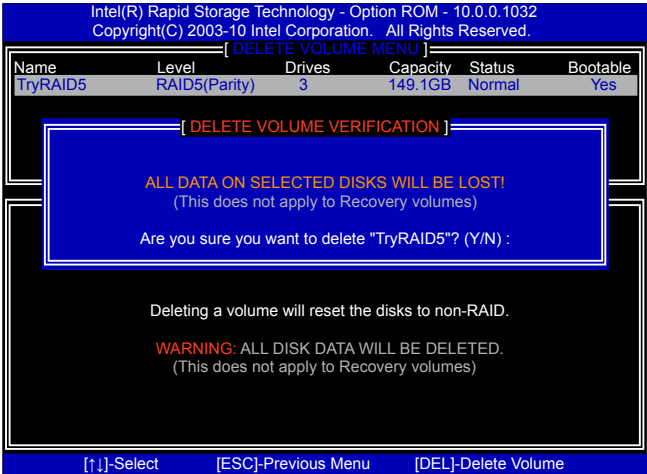 Intel(R) Rapid Storage Technology - Option ROM - 10.0.0.1032
Copyright(C) 2003-10 Intel Corporation. All Rights Reserved.
[ DELETE VOLUME MENU ]
Name Level Drives Capacity Status Bootable
TryRAID5 RAID5(Parity) 3 149.1GB Normal Yes
[ DELETE VOLUME VERIFICATION ]
ALL DATA ON SELECTED DISKS WILL BE LOST!
(This does not apply to Recovery volumes)
Are you sure you want to delete "TryRAID5"? (Y/N) :
Deleting a volume will reset the disks to non-RAID.
WARNING: ALL DISK DATA WILL BE DELETED.
(This does not apply to Recovery volumes)
[↑↓]-Select [ESC]-Previous Menu [DEL]-Delete Volume